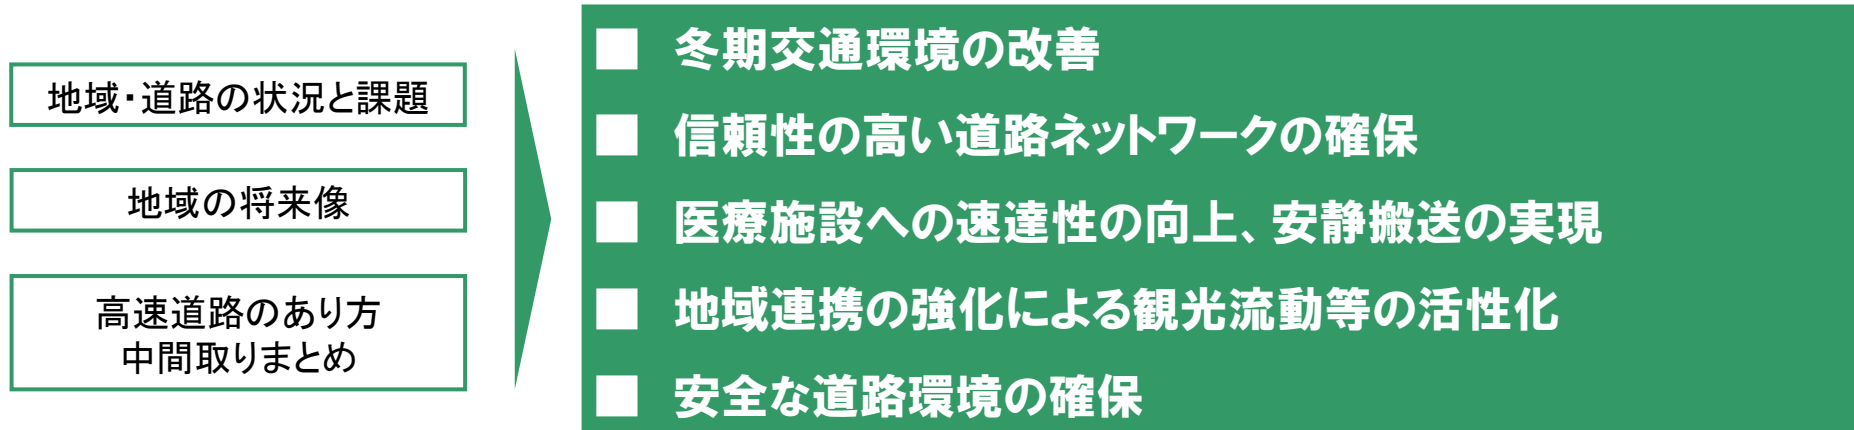 地域・道路の状況と課題
地域の将来像
高速道路のあり方
中間取りまとめ
■ 冬期交通環境の改善
■ 信頼性の高い道路ネットワークの確保
■ 医療施設への速達性の向上、安静搬送の実現
■ 地域連携の強化による観光流動等の活性化
■ 安全な道路環境の確保